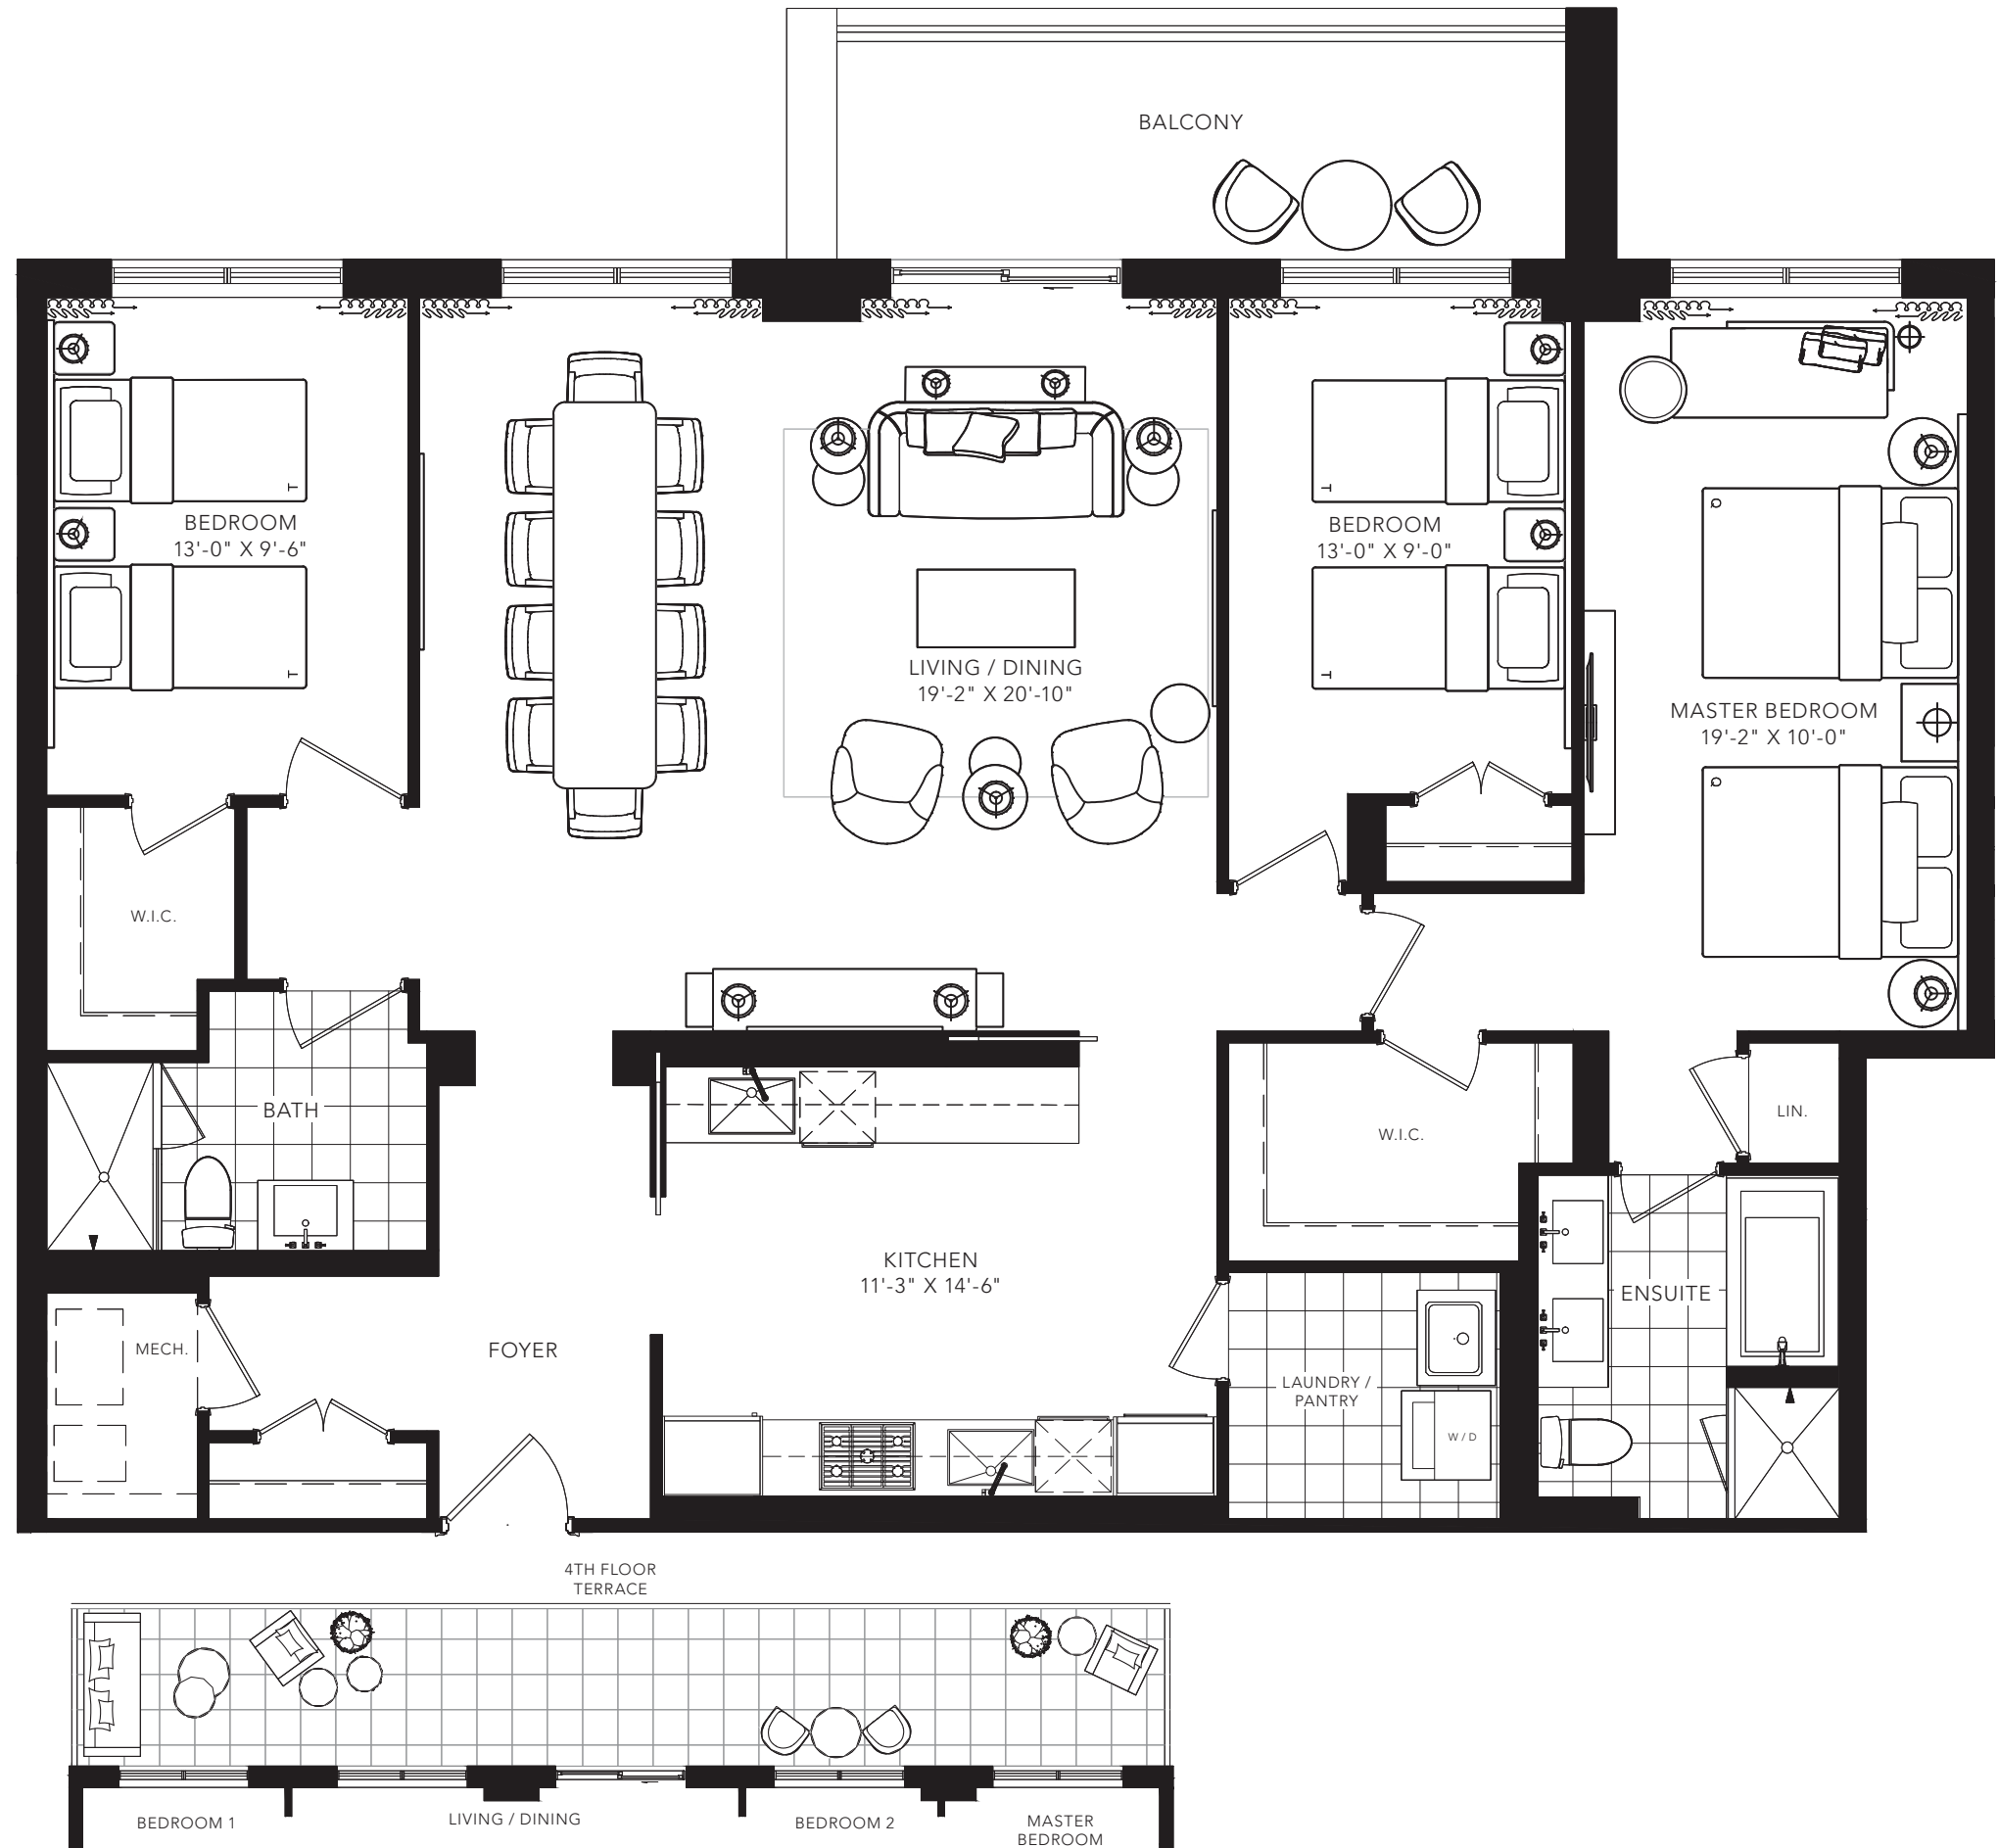 BALCONY
BEDROOM
13'-0" X 9'-6"
BEDROOM
13'-0" X 9'-0"
LIVING / DINING
19'-2" X 20'-10"
MASTER BEDROOM
19'-2" X 10'-0"
T
T
T
T
Q
Q
W.I.C.
BATH
W.I.C.
LIN.
KITCHEN
11'-3" X 14'-6"
ENSUITE
MECH.
FOYER
LAUNDRY /
PANTRY
W / D
4TH FLOOR
TERRACE
BEDROOM 1
LIVING / DINING
BEDROOM 2
MASTER
BEDROOM